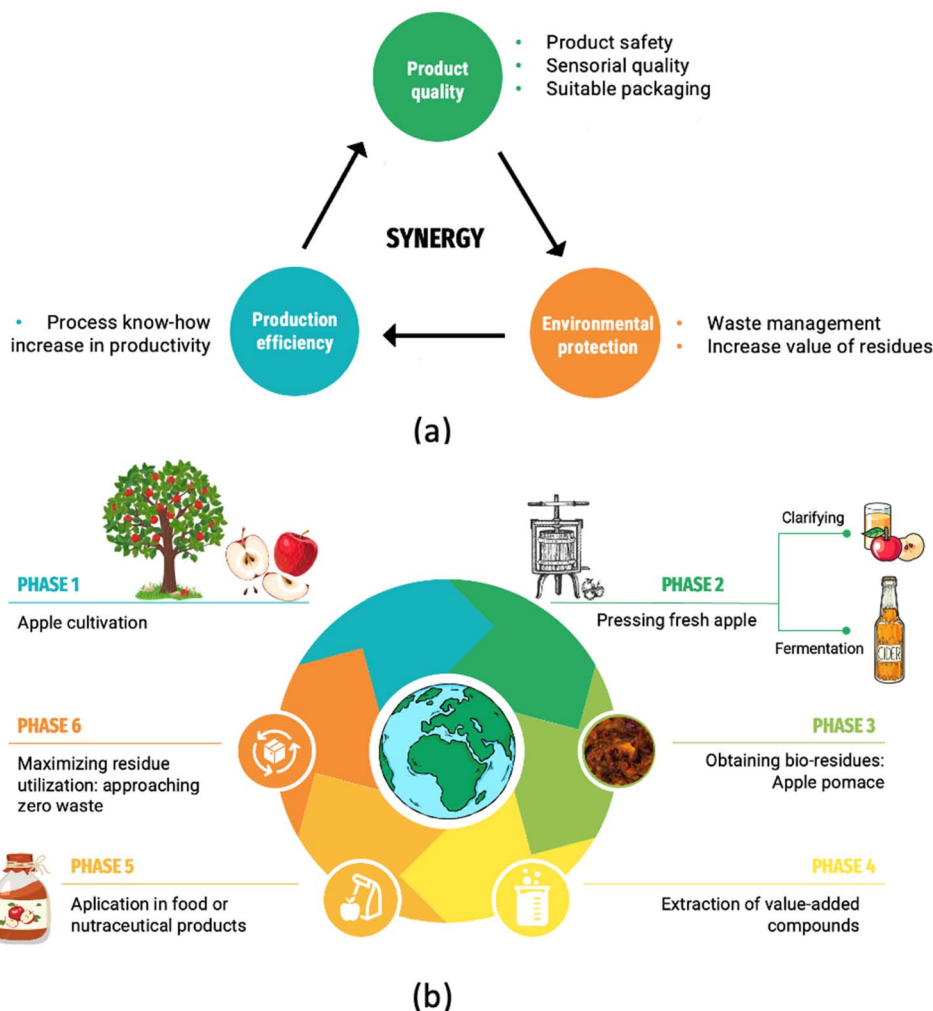 Product
quality
• Product safety
• Sensorial quality
• Suitable packaging
SYNERGY
Production
efficiency
• Process know-how
increase in productivity
Environmental
protection
• Waste management
• Increase value of residues
(a)
PHASE 1
Apple cultivation
PHASE 2
Pressing fresh apple
Clarifying
Fermentation
CIDER
PHASE 6
Maximizing residue
utilization: approaching
zero waste
PHASE 3
Obtaining bio-residues:
Apple pomace
PHASE 5
Aplication in food or
nutraceutical products
PHASE 4
Extraction of value-added
compounds
(b)